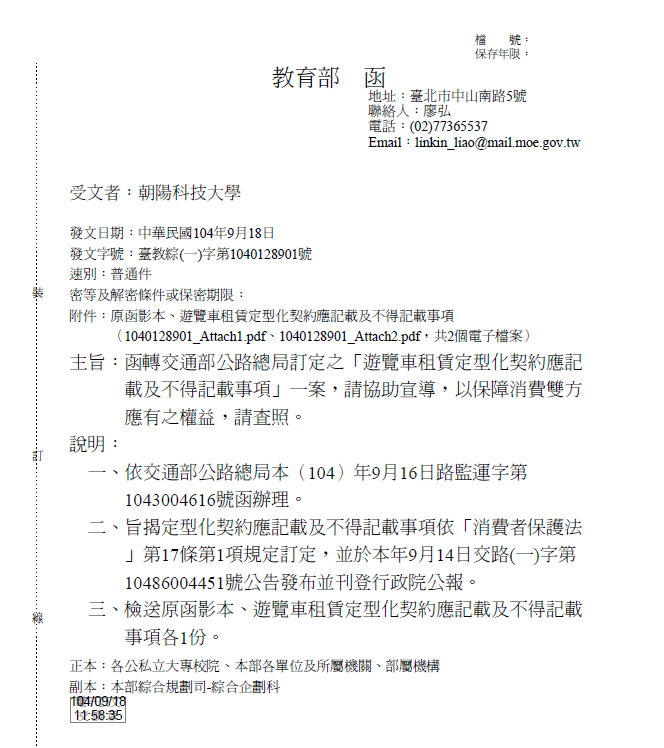 檔　　號：
保存年限：
教育部　函
地址：臺北市中山南路5號
聯絡人：廖弘
電話：(02)77365537
Email：linkin_liao@mail.moe.gov.tw
受文者：朝陽科技大學
發文日期：中華民國104年9月18日
發文字號：臺教綜(一)字第1040128901號
速別：普通件
密等及解密條件或保密期限：
附件：原函影本、遊覽車租賃定型化契約應記載及不得記載事項
（1040128901_Attach1.pdf、1040128901_Attach2.pdf，共2個電子檔案）
主旨：函轉交通部公路總局訂定之「遊覽車租賃定型化契約應記
載及不得記載事項」一案，請協助宣導，以保障消費雙方
應有之權益，請查照。
說明：
一、依交通部公路總局本（104）年9月16日路監運字第
1043004616號函辦理。
二、旨揭定型化契約應記載及不得記載事項依「消費者保護法
」第17條第1項規定訂定，並於本年9月14日交路(一)字第
10486004451號公告發布並刊登行政院公報。
三、檢送原函影本、遊覽車租賃定型化契約應記載及不得記載
事項各1份。
正本：各公私立大專校院、本部各單位及所屬機關、部屬機構
副本：本部綜合規劃司-綜合企劃科
104/09/18
11:58:35
裝
訂
線